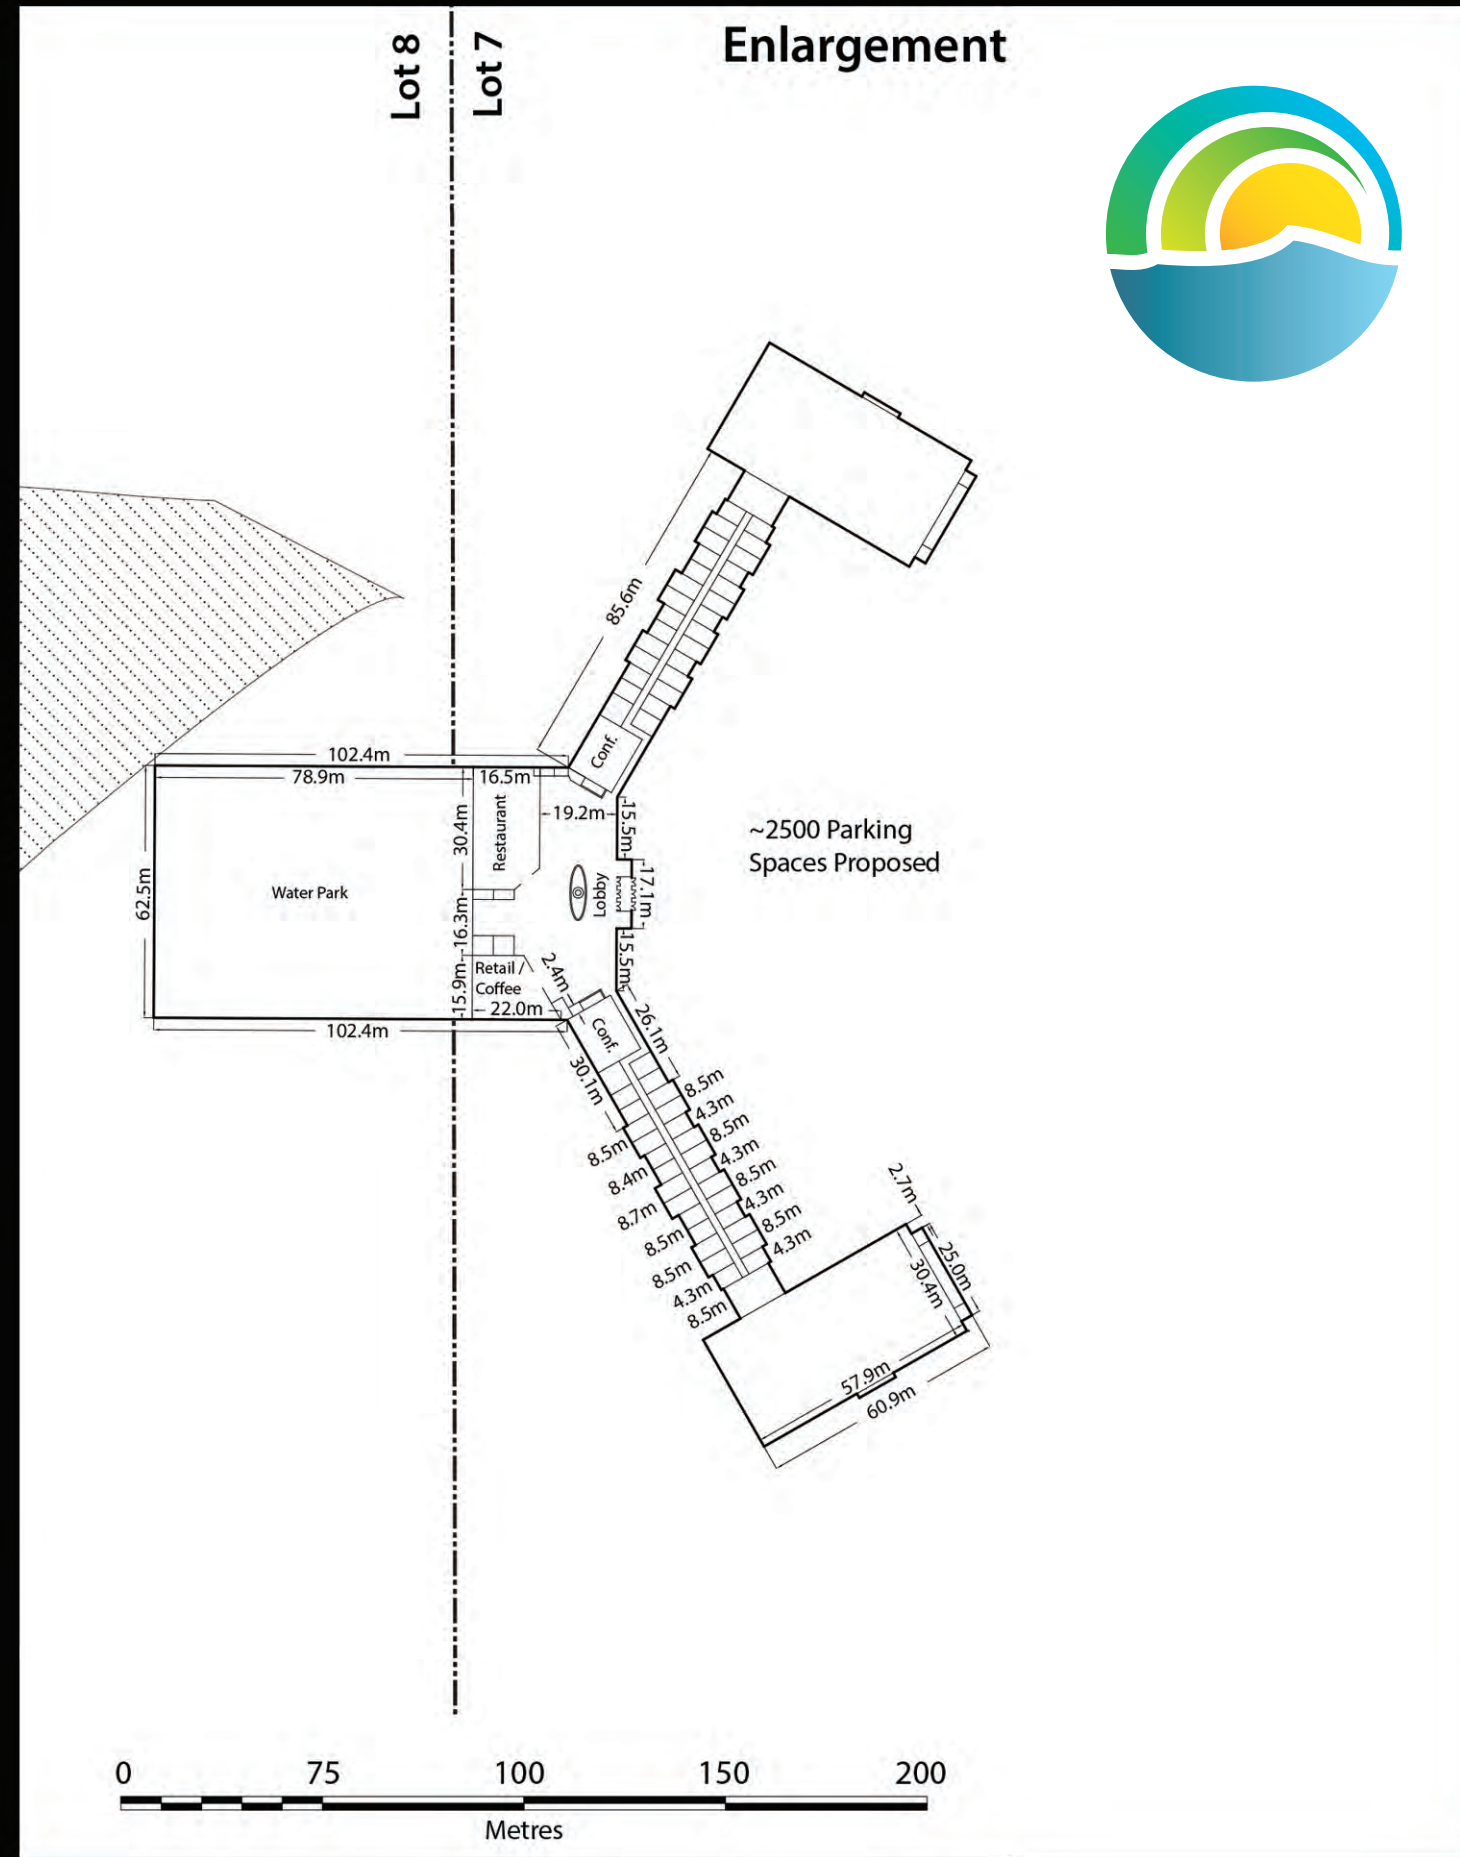 Enlargement
Lot 8
Lot 7
85.6m
102.4m
78.9m
16.5m
19.2m
15.5m
30.4m
Restaurant
~2500 Parking
Spaces Proposed
17.1m
62.5m
Water Park
Lobby
Conf.
16.3m
15.5m
15.9m
Retail /
Coffee
2.4m
22.0m
102.4m
Conf.
26.1m
30.1m
8.5m
4.3m
8.5m
4.3m
8.5m
4.3m
8.5m
4.3m
8.5m
8.4m
8.7m
8.5m
8.5m
4.3m
8.5m
2.7m
25.0m
30.4m
57.9m
60.9m
0 75 100 150 200
Metres